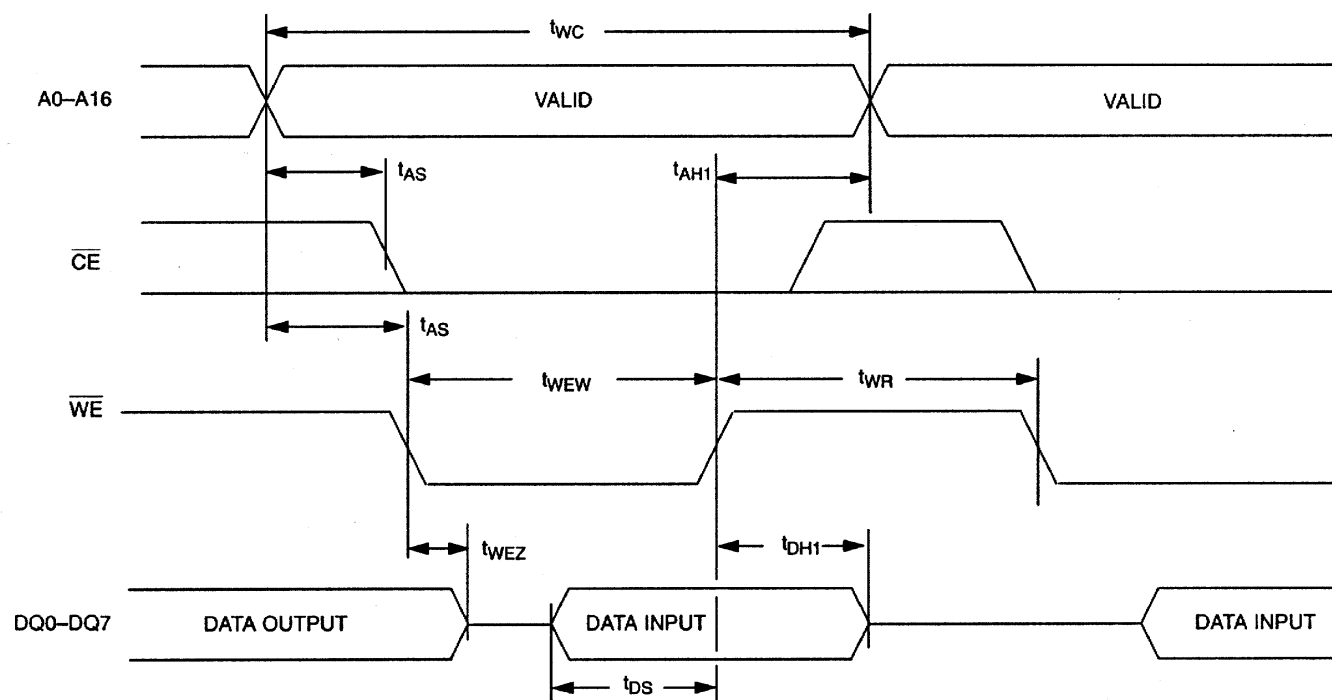 tWC
A0–A16 VALID VALID
tAS tAH1
CE
tAS
tWEW tWR
WE
tWEZ tDH1
DQ0–DQ7 DATA OUTPUT DATA INPUT DATA INPUT
tDS